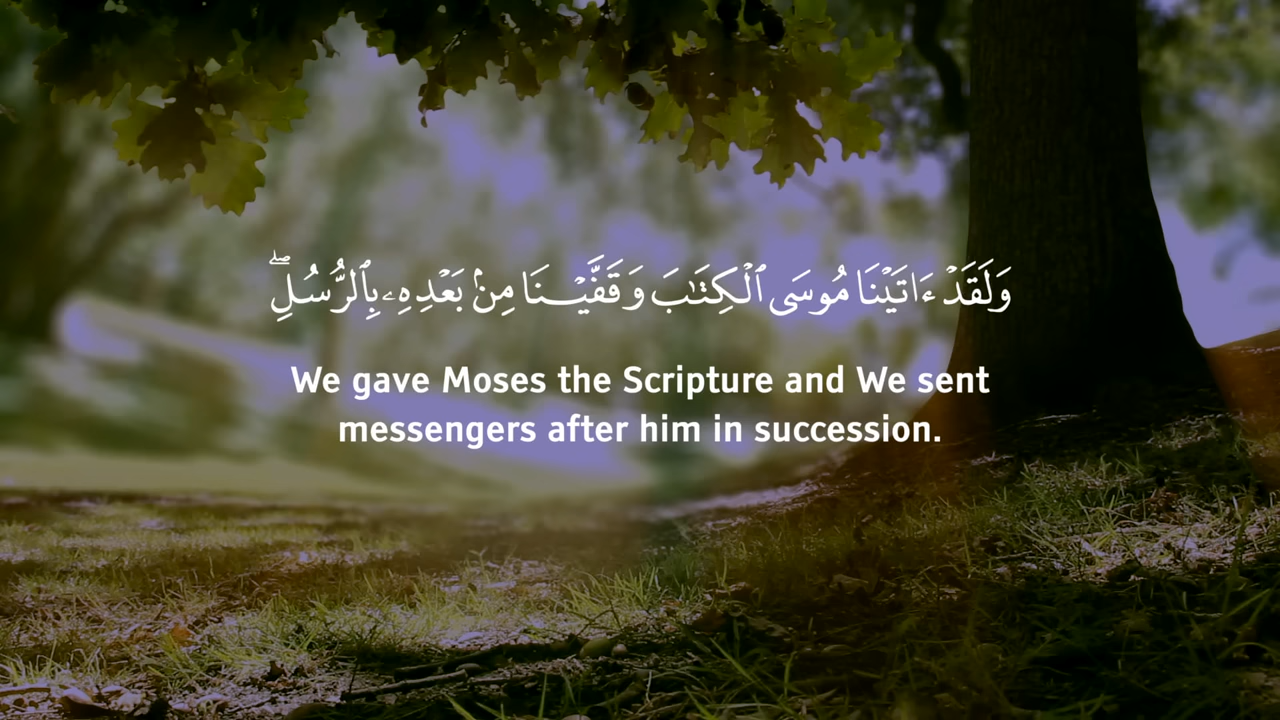 وَلَقَدْ ءَاتَيْنَا مُوسَى ٱلْكِتَٰبَ وَقَفَّيْنَا مِنۢ بَعْدِهِۦ بِٱلرُّسُلِ ۖ
We gave Moses the Scripture and We sent
messengers after him in succession.